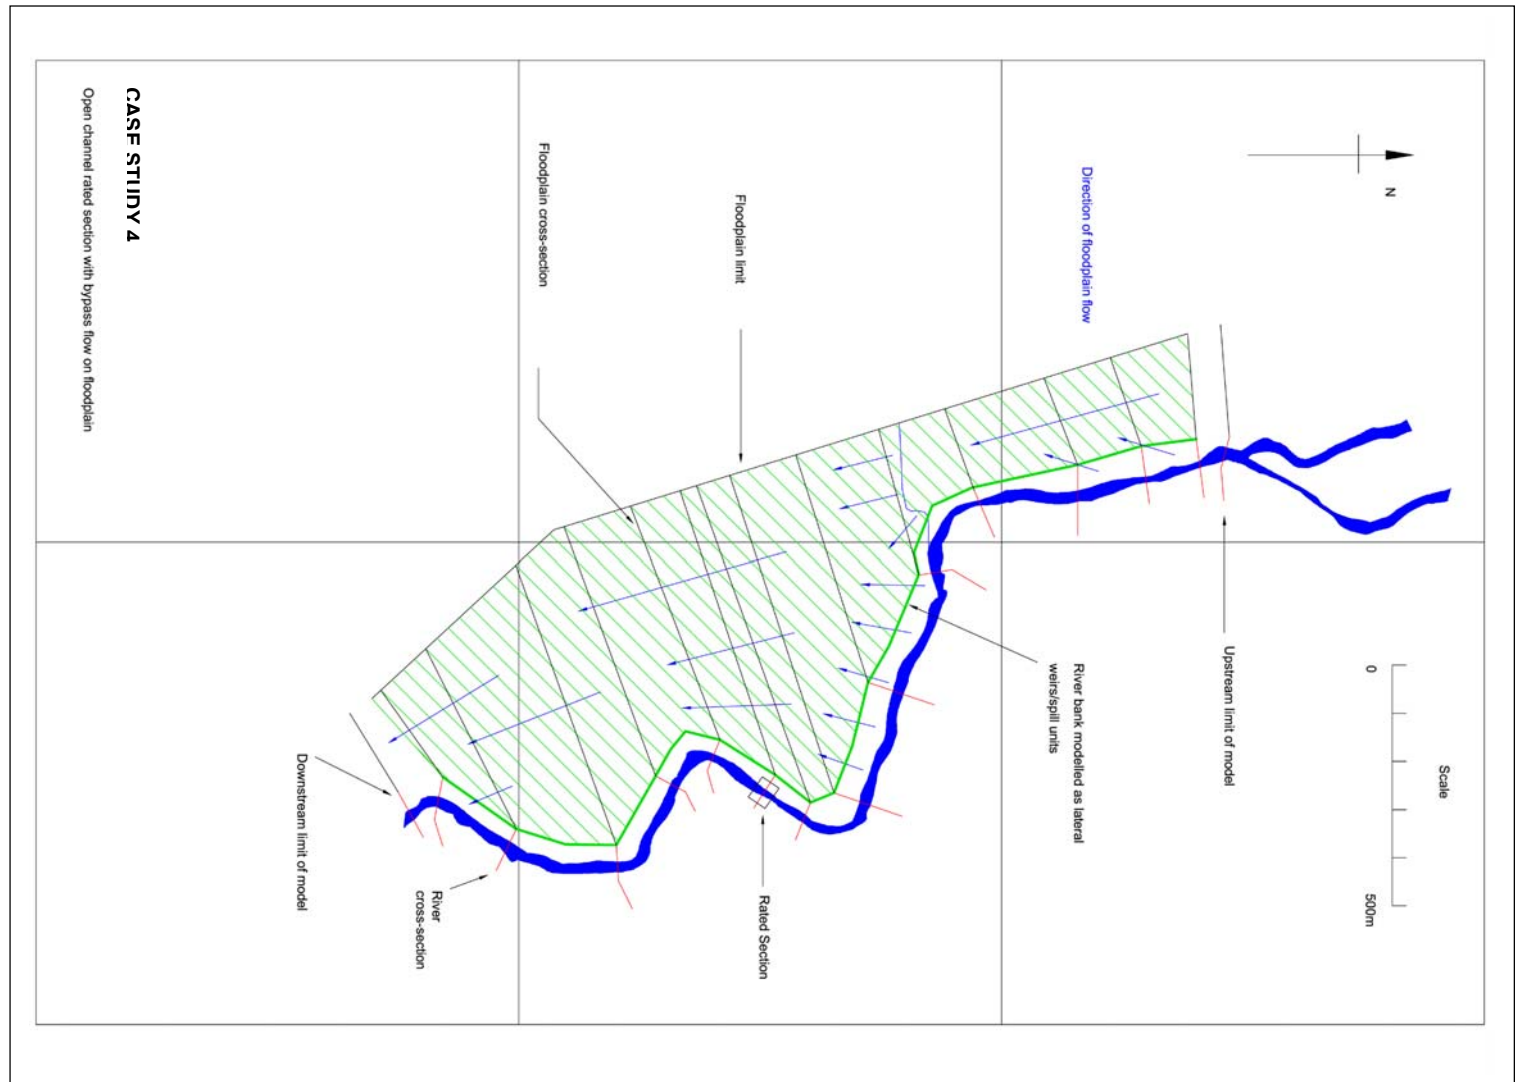 Scale
N
0 500m
Upstream limit of model
Direction of floodplain flow
River bank modelled as lateral
weirs/spill units
Rated Section
Floodplain limit
Floodplain cross-section
River
cross-section
Downstream limit of model
CASE STUDY 4
Open channel rated section with bypass flow on floodplain